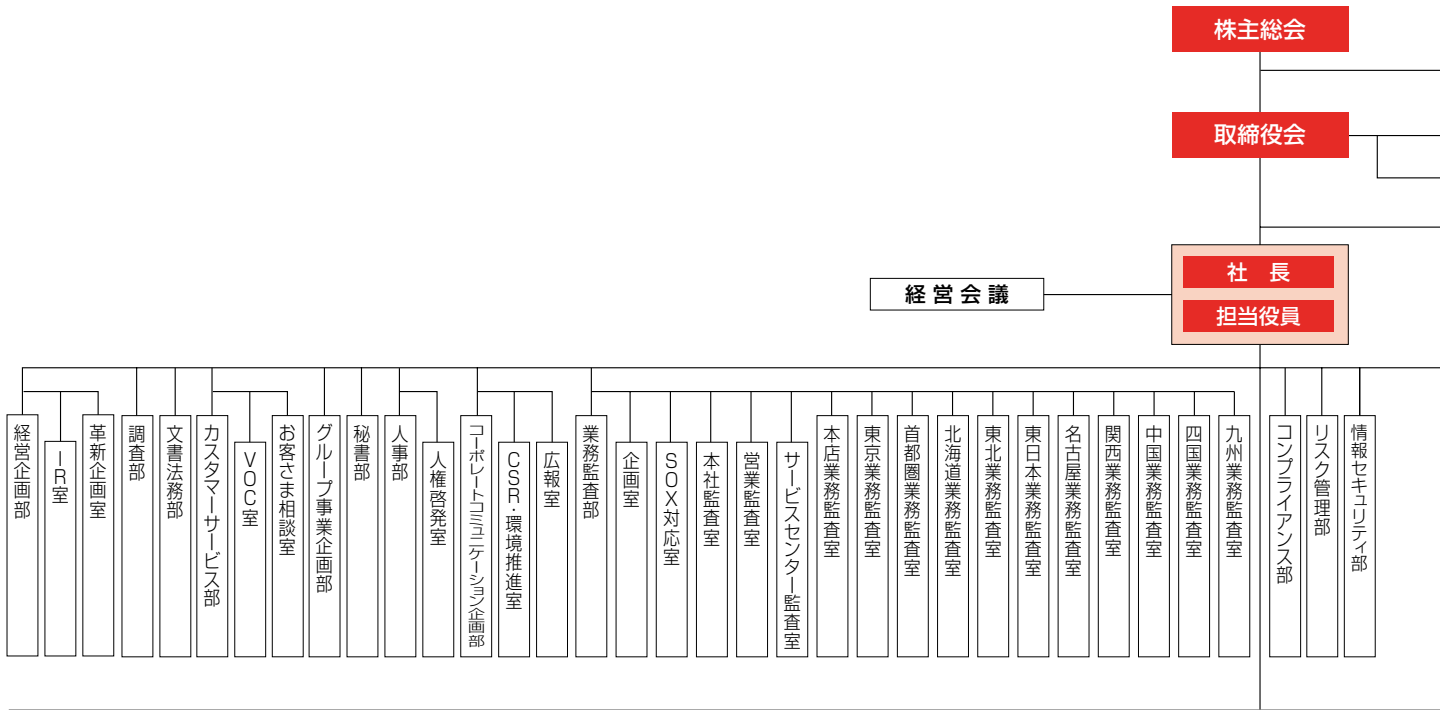 株主総会
取締役会
社 長
担当役員
経営会議
経営企画部
IR室
革新企画室
調査部
文書法務部
カスタマーサービス部
VOC室
お客さま相談室
グループ事業企画部
秘書部
人事部
人権啓発室
コーポレートコミュニケーション企画部
CSR・環境推進室
広報室
業務監査部
企画室
SOX対応室
本社監査室
営業監査室
サービスセンター監査室
本店業務監査室
東京業務監査室
首都圏業務監査室
北海道業務監査室
東北業務監査室
東日本業務監査室
名古屋業務監査室
関西業務監査室
中国業務監査室
四国業務監査室
九州業務監査室
コンプライアンス部
リスク管理部
情報セキュリティ部